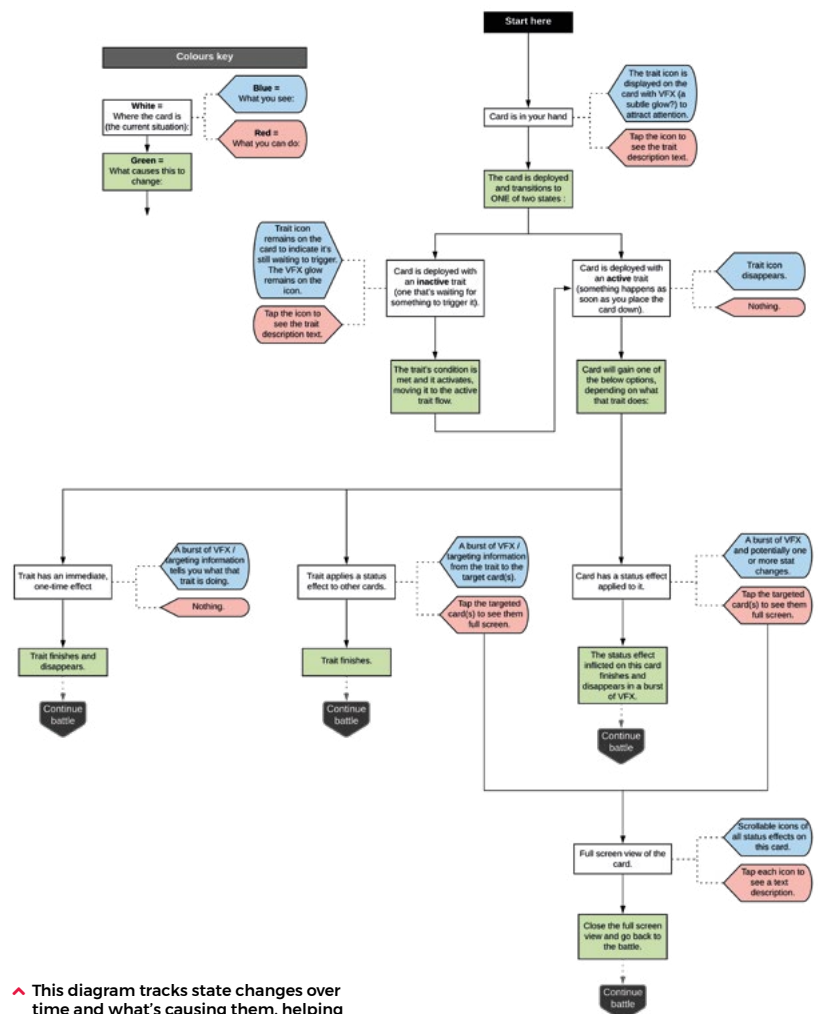 Start here
Colours key
White =
Where the card is
(the current situation):
Blue =
What you see:
Red =
What you can do:
Green =
What causes this to
change:
Card is in your hand
The trait icon is
displayed on the
card with VFX (a
subtle glow?) to
attract attention.
Tap the icon to
see the trait
description text.
The card is deployed
and transitions to
ONE of two states :
Trait icon
remains on the
card to indicate it's
still waiting to trigger.
The VFX glow
remains on the
icon.
Tap the icon to
see the trait
description text.
Card is deployed with
an inactive trait
(one that's waiting for
something to trigger it).
Card is deployed with
an active trait
(something happens as
soon as you place the
card down).
Trait icon
disappears.
Nothing.
The trait's condition is
met and it activates,
moving it to the active
trait flow.
Card will gain one of
the below options,
depending on what
that trait does:
Trait has an immediate,
one-time effect
A burst of VFX /
targeting information
tells you what that
trait is doing.
Nothing.
Trait finishes and
disappears.
Continue
battle
Trait applies a status
effect to other cards.
A burst of VFX /
targeting information
from the trait to the
target card(s).
Tap the targeted
card(s) to see them
full screen.
Trait finishes.
Continue
battle
Card has a status effect
applied to it.
A burst of VFX
and potentially one
or more stat
changes.
Tap the targeted
card(s) to see them
full screen.
The status effect
inflicted on this card
finishes and
disappears in a burst
of VFX.
Continue
battle
Full screen view of the
card.
Scrollable icons of
all status effects on
this card.
Tap each icon to
see a text
description.
Close the full screen
view and go back to
the battle.
Continue
battle
This diagram tracks state changes over
time and what's causing them, helping